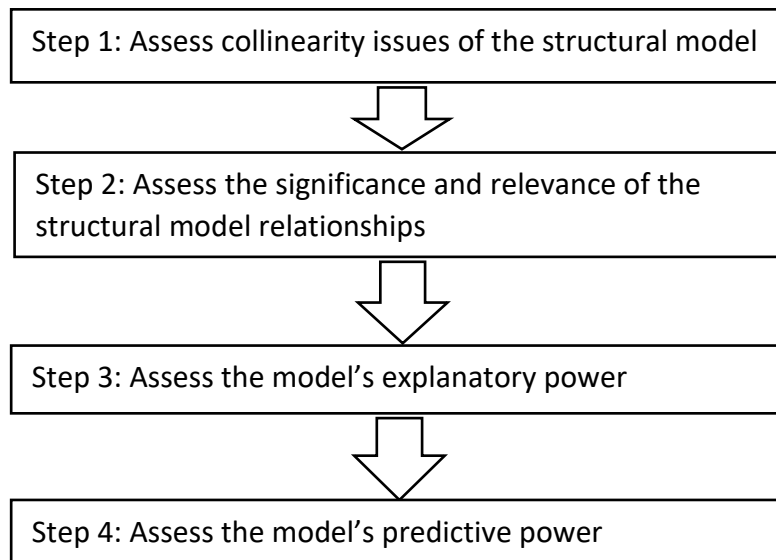 Step 1: Assess collinearity issues of the structural model
Step 2: Assess the significance and relevance of the
structural model relationships
Step 3: Assess the model’s explanatory power
Step 4: Assess the model’s predictive power